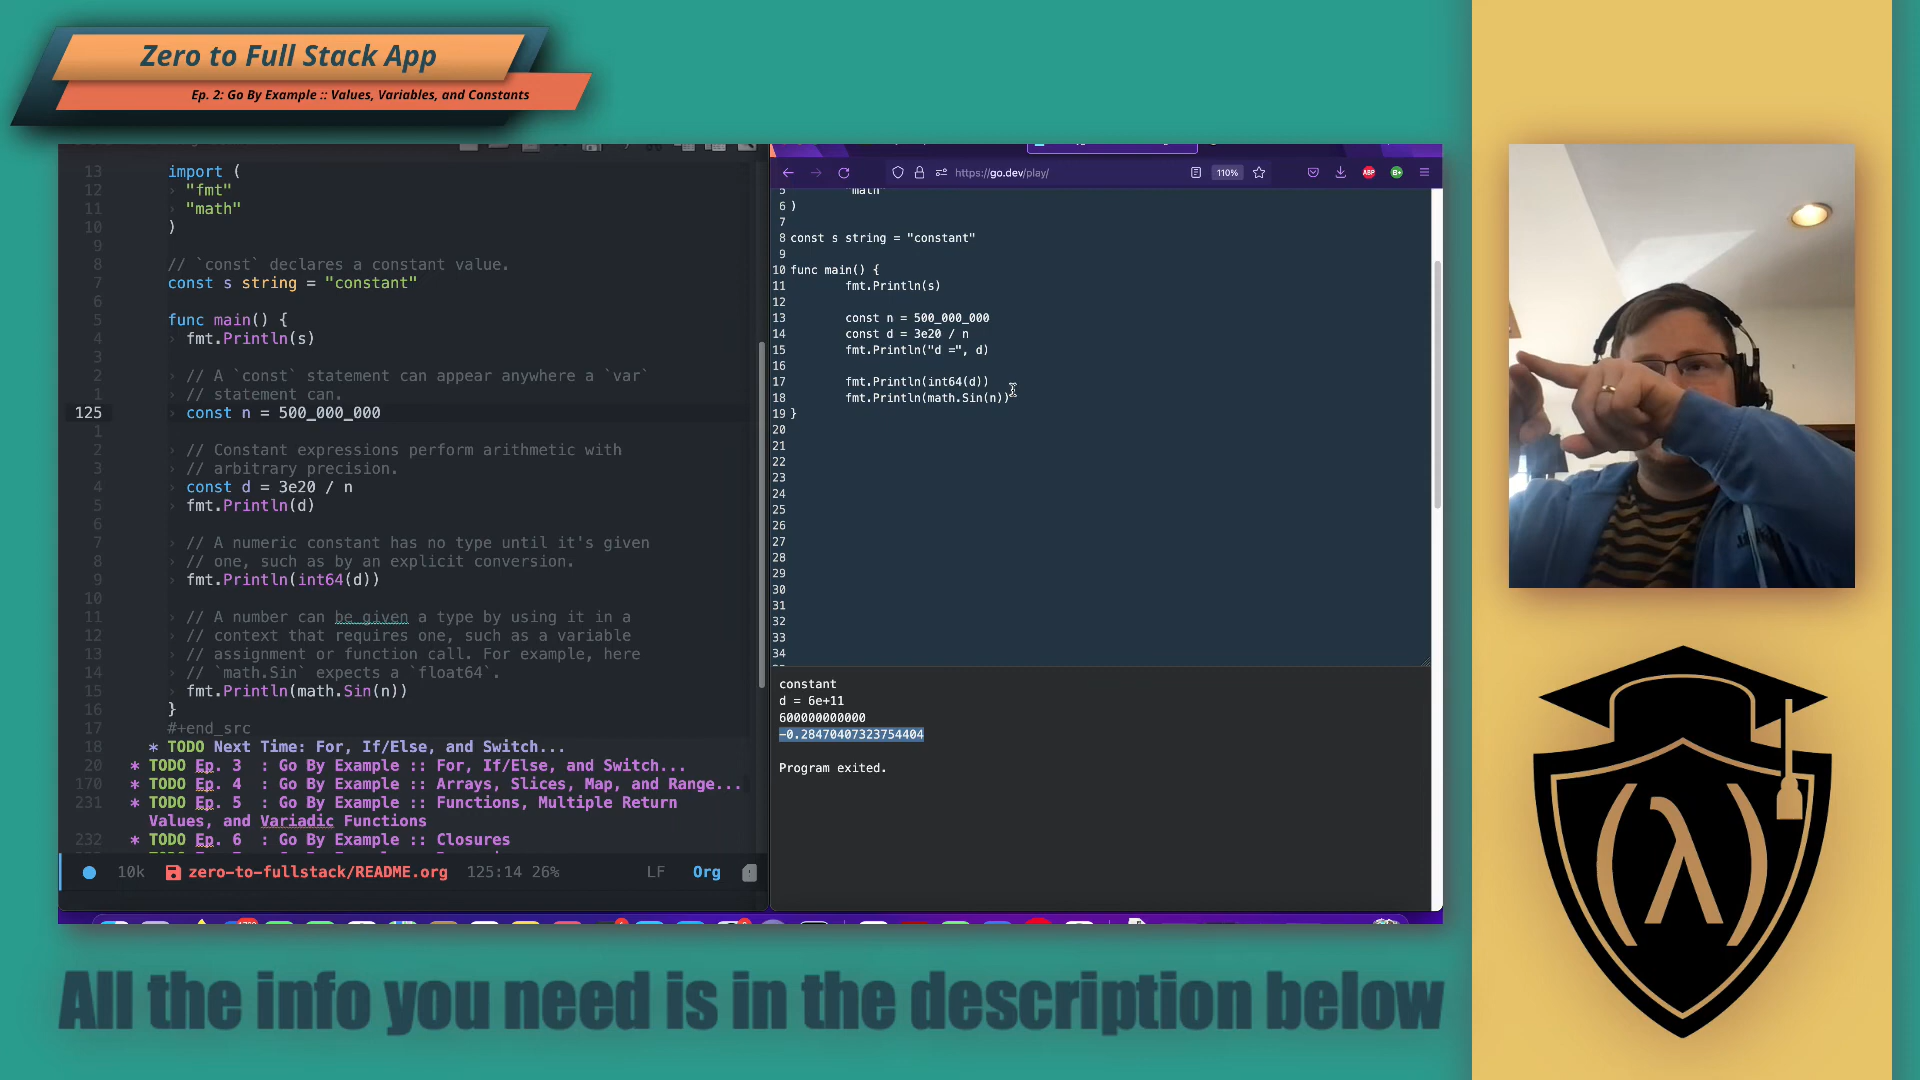 Zero to Full Stack App
Ep. 2: Go By Example :: Values, Variables, and Constants
13 import (
12 "fmt"
11 "math"
10 )
9
8 // `const` declares a constant value.
7 const s string = "constant"
6
5 func main() {
4 fmt.Println(s)
3
2 // A `const` statement can appear anywhere a `var`
1 // statement can.
125 const n = 500_000_000
1
2 // Constant expressions perform arithmetic with
3 // arbitrary precision.
4 const d = 3e20 / n
5 fmt.Println(d)
6
7 // A numeric constant has no type until it's given
8 // one, such as by an explicit conversion.
9 fmt.Println(int64(d))
10
11 // A number can be given a type by using it in a
12 // context that requires one, such as a variable
13 // assignment or function call. For example, here
14 // `math.Sin` expects a `float64`.
15 fmt.Println(math.Sin(n))
16 }
17 #+end_src
18 * TODO Next Time: For, If/Else, and Switch...
20 * TODO Ep. 3 : Go By Example :: For, If/Else, and Switch...
170 * TODO Ep. 4 : Go By Example :: Arrays, Slices, Map, and Range...
231 * TODO Ep. 5 : Go By Example :: Functions, Multiple Return
Values, and Variadic Functions
232 * TODO Ep. 6 : Go By Example :: Closures
10k zero-to-fullstack/README.org 125:14 26% LF Org
https://go.dev/play/ 110% ABP
5 "math"
6 )
7
8 const s string = "constant"
9
10 func main() {
11 fmt.Println(s)
12
13 const n = 500_000_000
14 const d = 3e20 / n
15 fmt.Println("d =", d)
16
17 fmt.Println(int64(d))
18 fmt.Println(math.Sin(n))
19 }
20
21
22
23
24
25
26
27
28
29
30
31
32
33
34
constant
d = 6e+11
600000000000
-0.28470407323754404
Program exited.
(λ)
All the info you need is in the description below